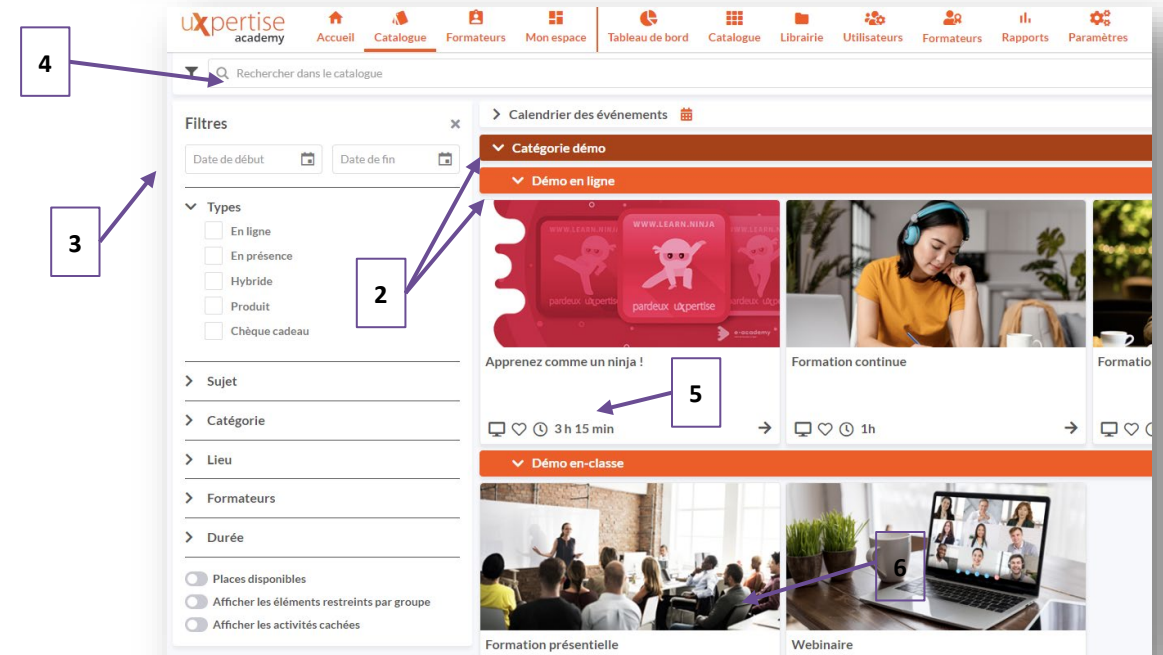 uxpertise
academy
Accueil Catalogue Formateurs Mon espace Tableau de bord Catalogue Librairie Utilisateurs Formateurs Rapports Paramètres
4
Rechercher dans le catalogue
Filtres
Date de début Date de fin
Types
En ligne
En présence
Hybride
Produit
Chèque cadeau
Sujet
Catégorie
Lieu
Formateurs
Durée
Places disponibles
Afficher les éléments restreints par groupe
Afficher les activités cachées
3
2
Calendrier des événements
Catégorie démo
Démo en ligne
WWW.LEARN.NINJA
WWW.LEARN.NINJA
pardeux uxpertise
e-academy
Apprenez comme un ninja !
3 h 15 min
5
Formation continue
1h
Formatio
Démo en-classe
6
Formation présentielle
Webinaire